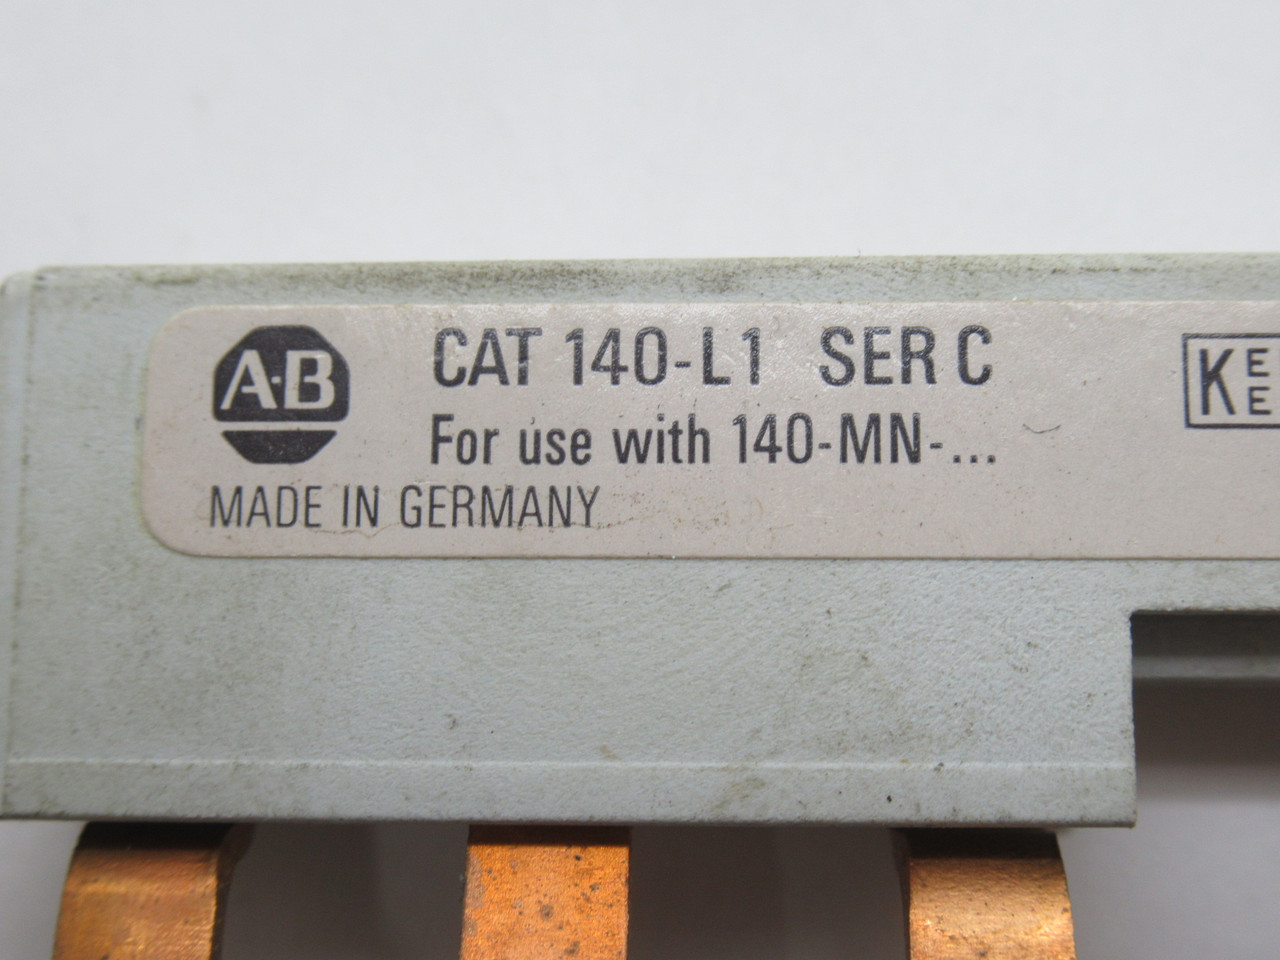 A-B
CAT 140-L1 SER C
For use with 140-MN-...
MADE IN GERMANY